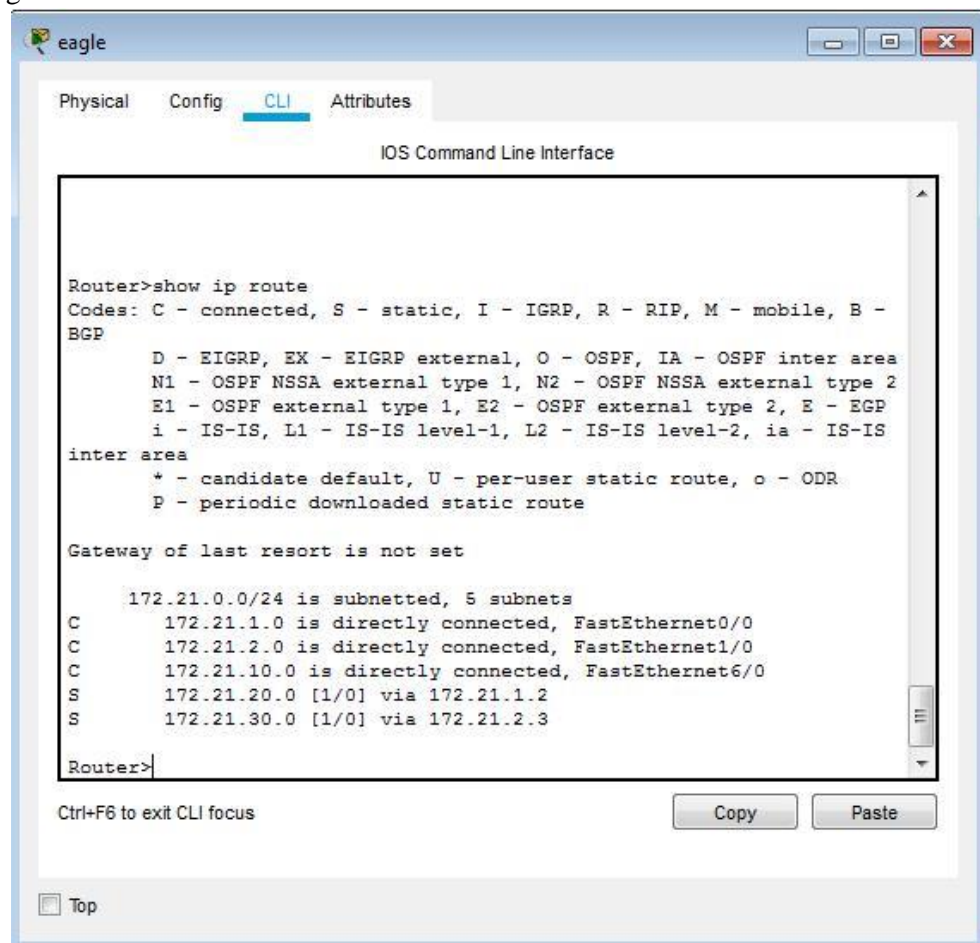 eagle
Physical Config CLI Attributes
IOS Command Line Interface
Router>show ip route
Codes: C - connected, S - static, I - IGRP, R - RIP, M - mobile, B -
BGP
D - EIGRP, EX - EIGRP external, O - OSPF, IA - OSPF inter area
N1 - OSPF NSSA external type 1, N2 - OSPF NSSA external type 2
E1 - OSPF external type 1, E2 - OSPF external type 2, E - EGP
i - IS-IS, L1 - IS-IS level-1, L2 - IS-IS level-2, ia - IS-IS
inter area
* - candidate default, U - per-user static route, o - ODR
P - periodic downloaded static route
Gateway of last resort is not set
172.21.0.0/24 is subnetted, 5 subnets
C 172.21.1.0 is directly connected, FastEthernet0/0
C 172.21.2.0 is directly connected, FastEthernet1/0
C 172.21.10.0 is directly connected, FastEthernet6/0
S 172.21.20.0 [1/0] via 172.21.1.2
S 172.21.30.0 [1/0] via 172.21.2.3
Router>
Ctrl+F6 to exit CLI focus Copy Paste
Top